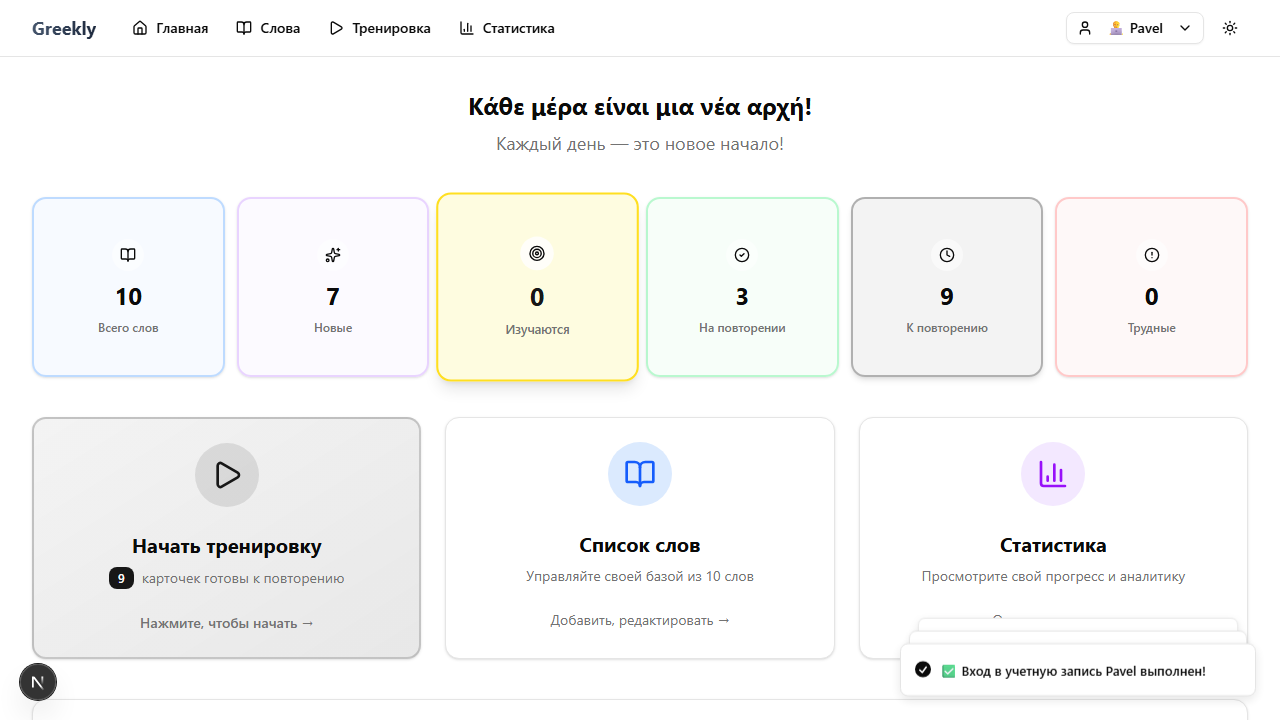 Greekly
Главная
Слова
Тренировка
Статистика
Pavel
Κάθε μέρα είναι μια νέα αρχή!
Каждый день — это новое начало!
10
Всего слов
7
Новые
0
Изучаются
3
На повторении
9
К повторению
0
Трудные
Начать тренировку
9 карточек готовы к повторению
Нажмите, чтобы начать →
Список слов
Управляйте своей базой из 10 слов
Добавить, редактировать →
Статистика
Просмотрите свой прогресс и аналитику
✅ Вход в учетную запись Pavel выполнен!
N